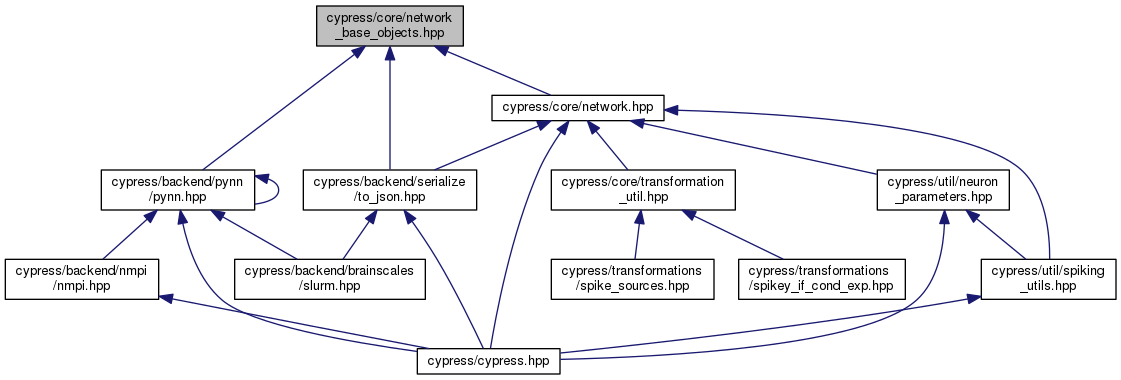 cypress/core/network
_base_objects.hpp
cypress/core/network.hpp
cypress/backend/pynn
/pynn.hpp
cypress/backend/serialize
/to_json.hpp
cypress/core/transformation
_util.hpp
cypress/util/neuron
_parameters.hpp
cypress/backend/nmpi
/nmpi.hpp
cypress/backend/brainscales
/slurm.hpp
cypress/transformations
/spike_sources.hpp
cypress/transformations
/spikey_if_cond_exp.hpp
cypress/util/spiking
_utils.hpp
cypress/cypress.hpp